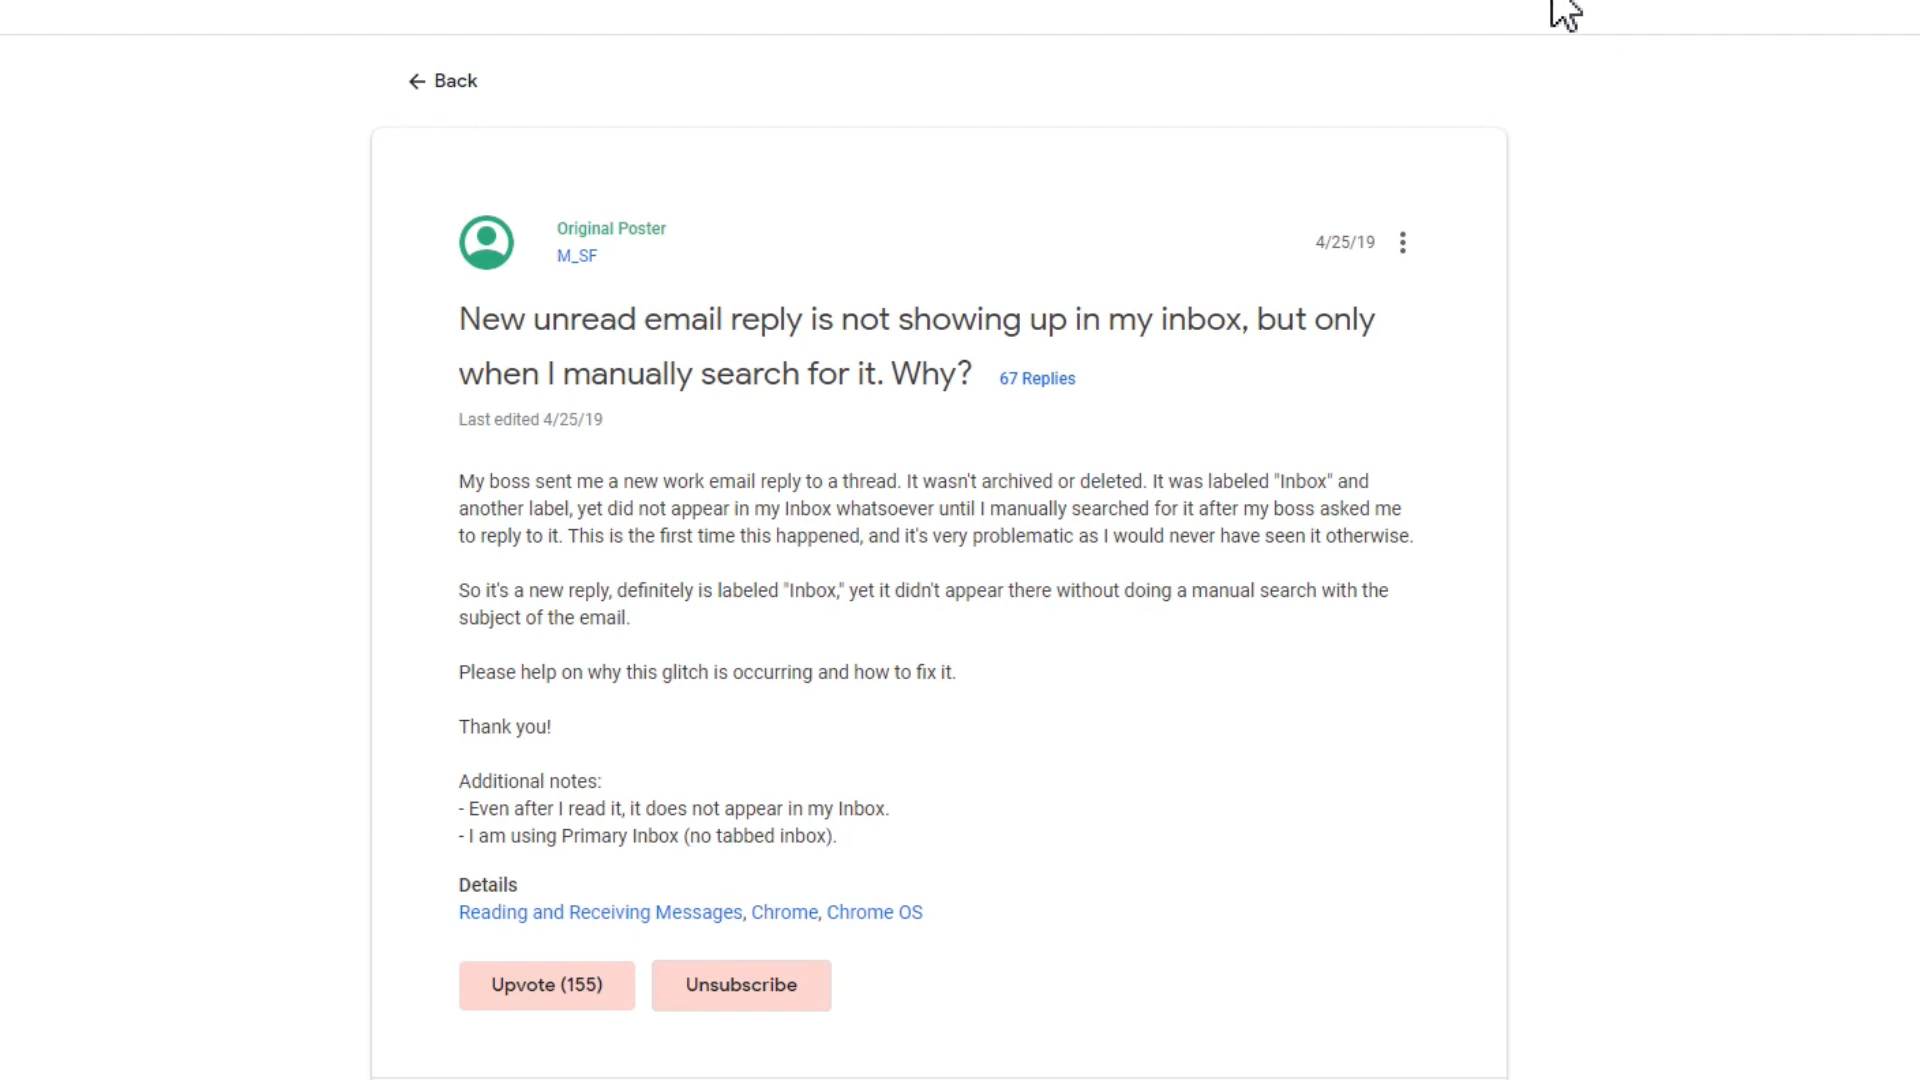 Back
Original Poster
M_SF
4/25/19
New unread email reply is not showing up in my inbox, but only
when I manually search for it. Why? 67 Replies
Last edited 4/25/19
My boss sent me a new work email reply to a thread. It wasn't archived or deleted. It was labeled "Inbox" and
another label, yet did not appear in my Inbox whatsoever until I manually searched for it after my boss asked me
to reply to it. This is the first time this happened, and it's very problematic as I would never have seen it otherwise.
So it's a new reply, definitely is labeled "Inbox," yet it didn't appear there without doing a manual search with the
subject of the email.
Please help on why this glitch is occurring and how to fix it.
Thank you!
Additional notes:
- Even after I read it, it does not appear in my Inbox.
- I am using Primary Inbox (no tabbed inbox).
Details
Reading and Receiving Messages, Chrome, Chrome OS
Upvote (155) Unsubscribe